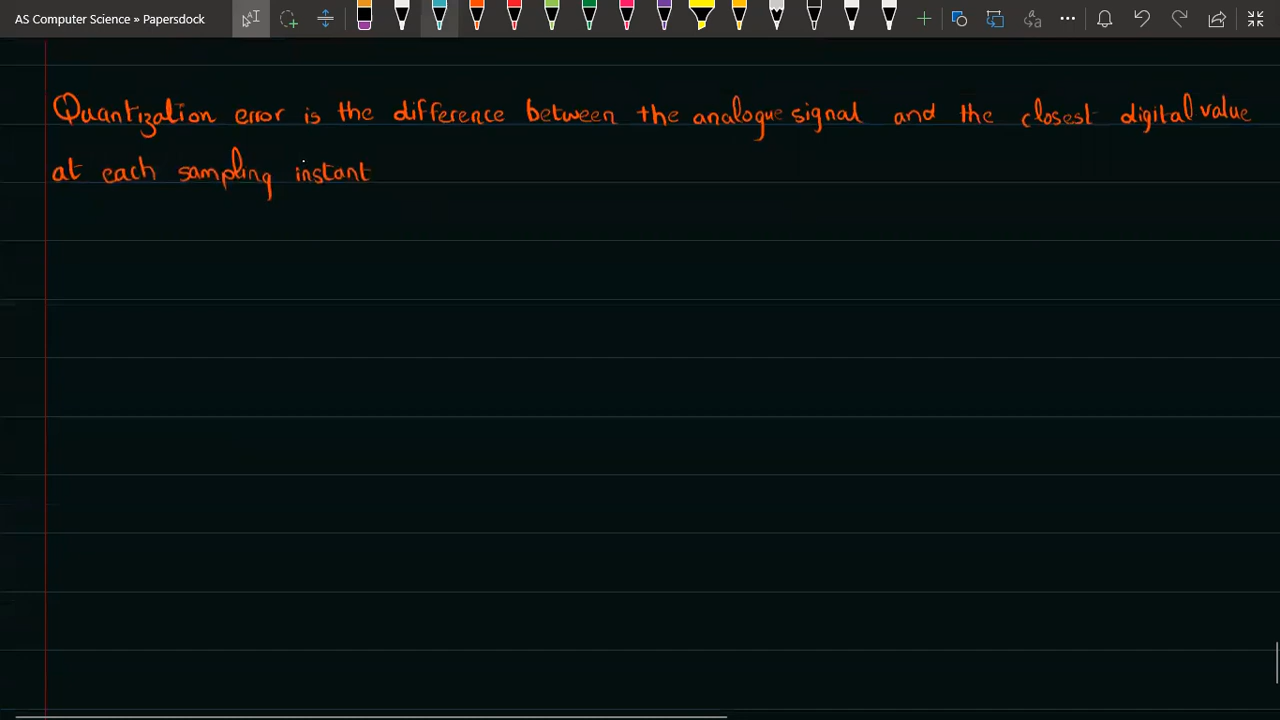 AS Computer Science » Papersdock
Quantization error is the difference between the analogue signal and the closest digital value
at each sampling instant